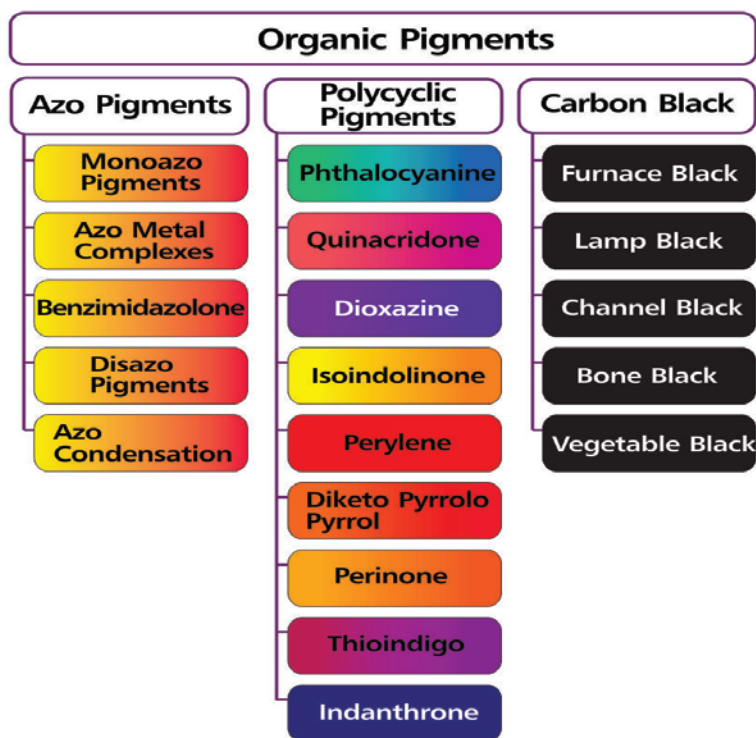 Organic Pigments
Azo Pigments
Monoazo
Pigments
Azo Metal
Complexes
Benzimidazolone
Disazo
Pigments
Azo
Condensation
Polycyclic
Pigments
Phthalocyanine
Quinacridone
Dioxazine
Isoindolinone
Perylene
Diketo Pyrrolo
Pyrrol
Perinone
Thioindigo
Indanthrone
Carbon Black
Furnace Black
Lamp Black
Channel Black
Bone Black
Vegetable Black